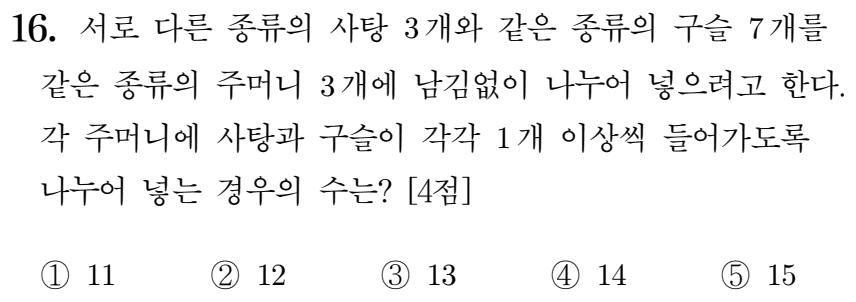 16. 서로 다른 종류의 사탕 3개와 같은 종류의 구슬 7개를
같은 종류의 주머니 3개에 남김없이 나누어 넣으려고 한다.
각 주머니에 사탕과 구슬이 각각 1개 이상씩 들어가도록
나누어 넣는 경우의 수는? [4점]
① 11 ② 12 ③ 13 ④ 14 ⑤ 15